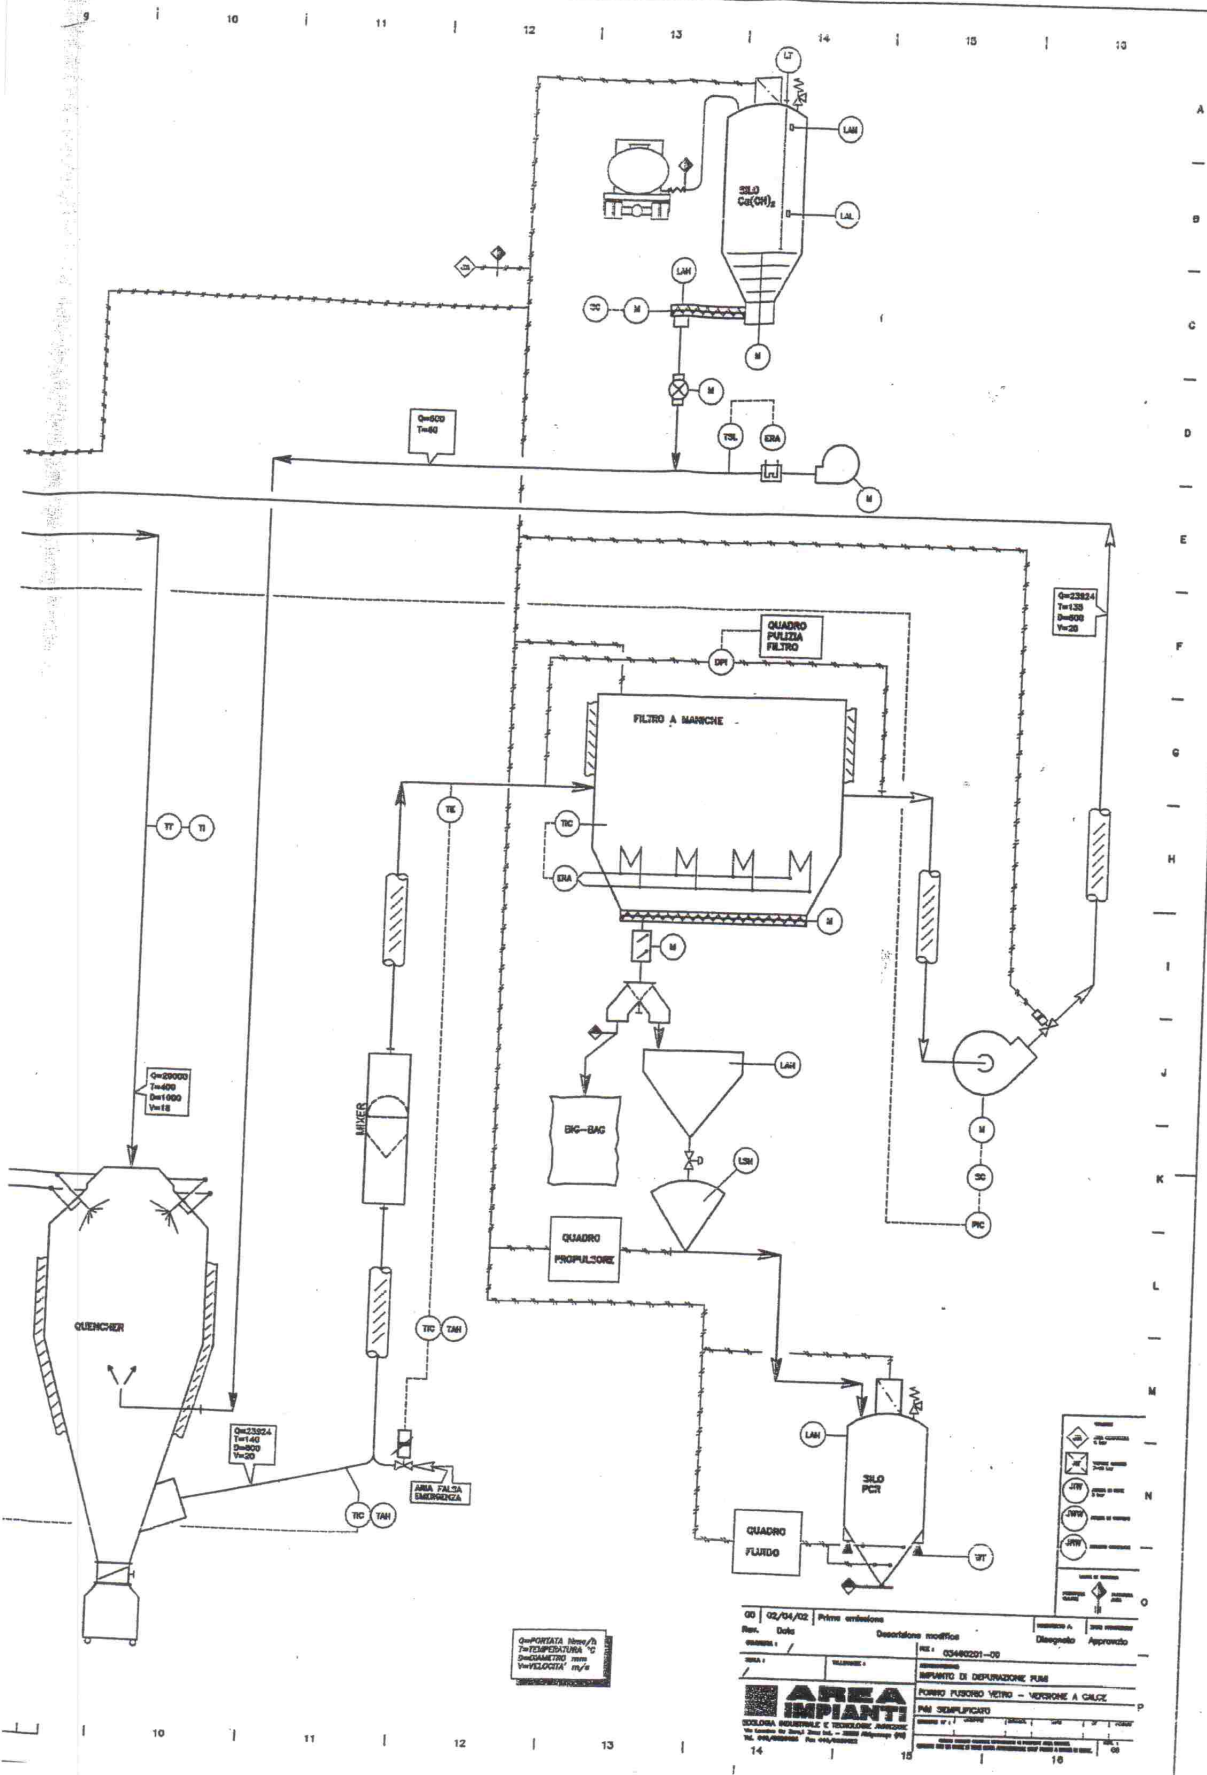 9
10
11
12
13
14
15
16
A
B
C
D
E
F
G
H
I
J
K
L
M
N
O
P
LT
LAH
SILO
Ca(OH)₂
LAL
LAH
SC
M
M
M
Q=600
T=60
TSL
ERA
M
Q=23924
T=135
D=600
V=20
QUADRO
PULIZIA
FILTRO
DPI
FILTRO A MANICHE
TE
TIC
ERA
M
M
TT
TI
Q=20000
T=400
D=1000
V=18
MIXER
BIG-BAG
LAH
LSH
M
SC
PIC
QUADRO
PROPULSORE
QUENCHER
TIC
TAH
Q=23924
T=140
D=800
V=20
ARIA FALSA
EMERGENZA
TIC
TAH
LAH
SILO
PCR
QUADRO
FLUIDO
WT
Q=PORTATA Nmc/h
T=TEMPERATURA °C
D=DIAMETRO mm
V=VELOCITA' m/s
00
02/04/02
Prima emissione
Rev.
Data
Descrizione modifica
Disegnato
Approvato
03460201-00
IMPIANTO DI DEPURAZIONE FUMI
FORNO FUSORIO VETRO - VERSIONE A CALCE
P&I SEMPLIFICATO
AREA
IMPIANTI
ECOLOGIA INDUSTRIALE E TECNOLOGIE AVANZATE
10
11
12
13
14
15
16